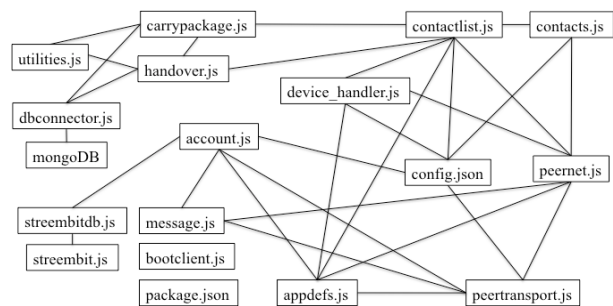 carrypackage.js
contactlist.js
contacts.js
utilities.js
handover.js
device_handler.js
dbconnector.js
mongoDB
account.js
config.json
peernet.js
streembitdb.js
message.js
streembit.js
bootclient.js
package.json
appdefs.js
peertransport.js